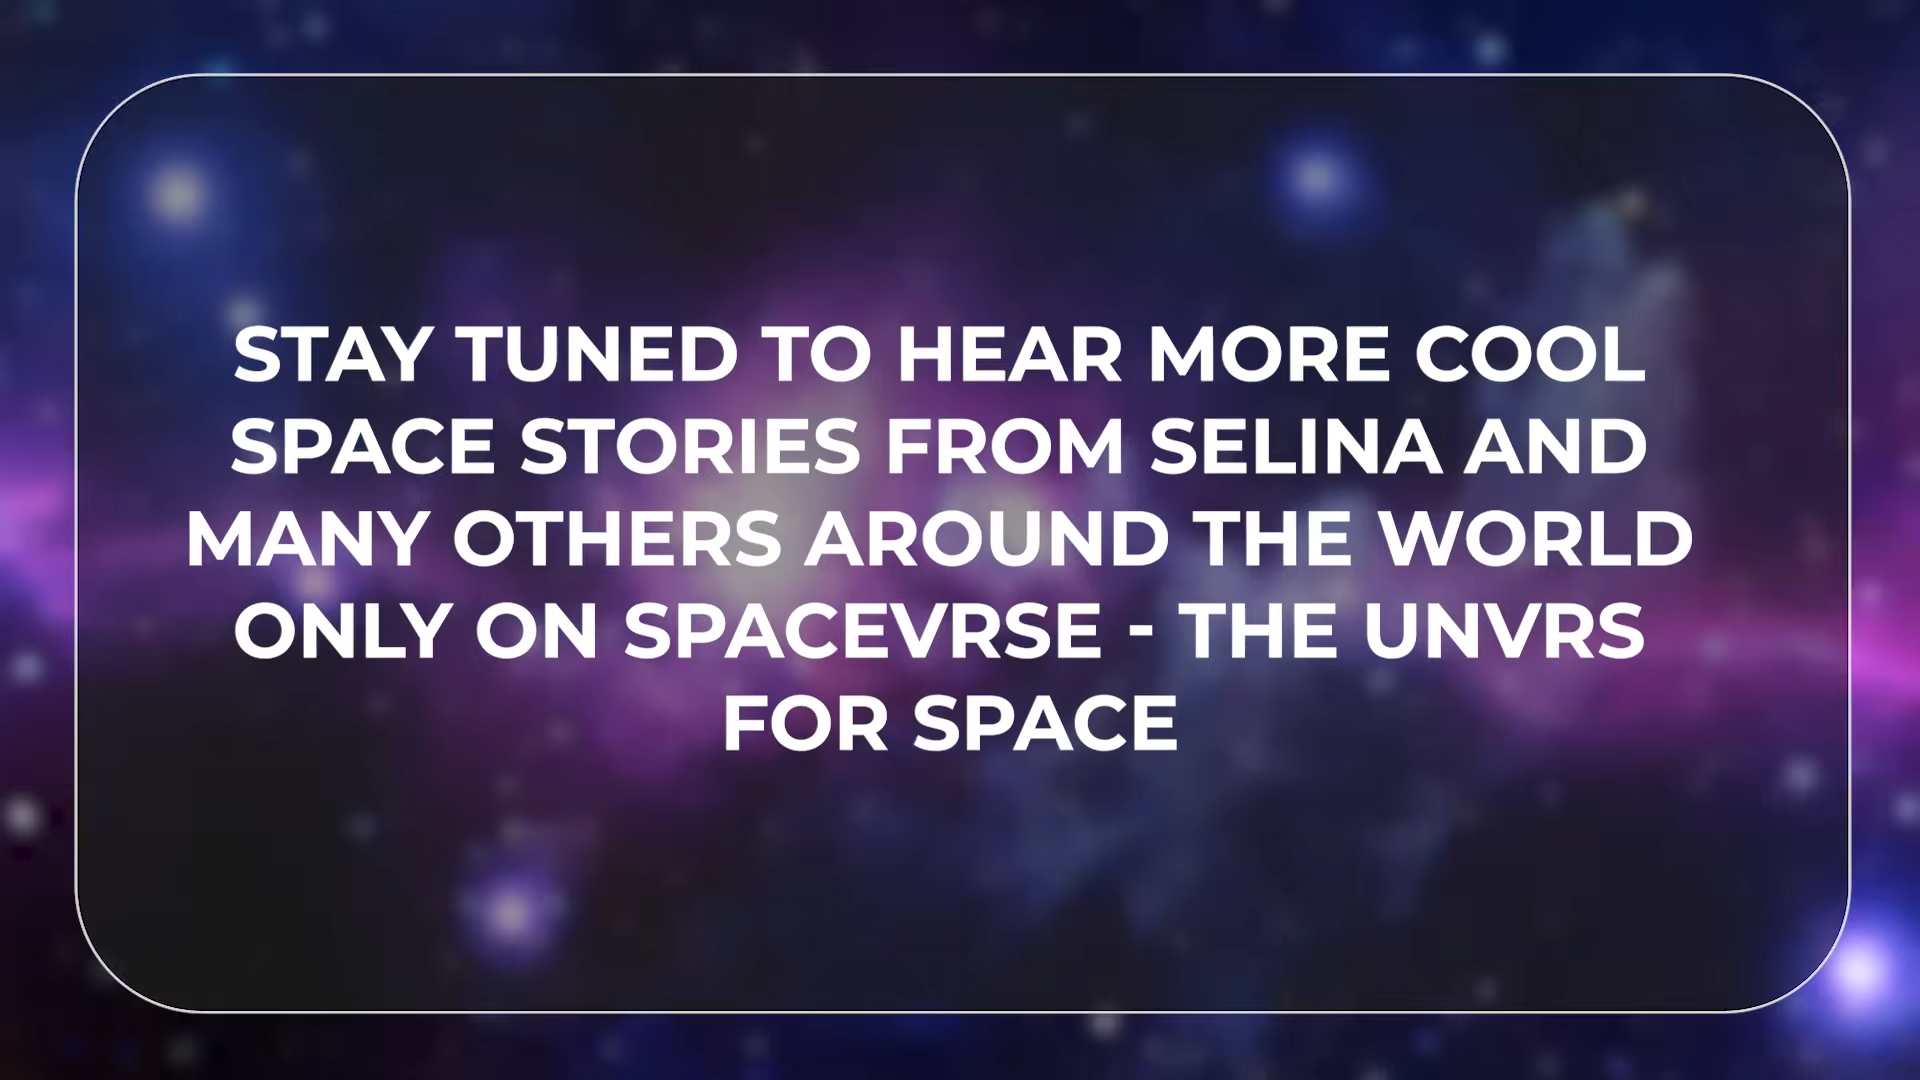 STAY TUNED TO HEAR MORE COOL
SPACE STORIES FROM SELINA AND
MANY OTHERS AROUND THE WORLD
ONLY ON SPACEVRSE - THE UNVRS
FOR SPACE